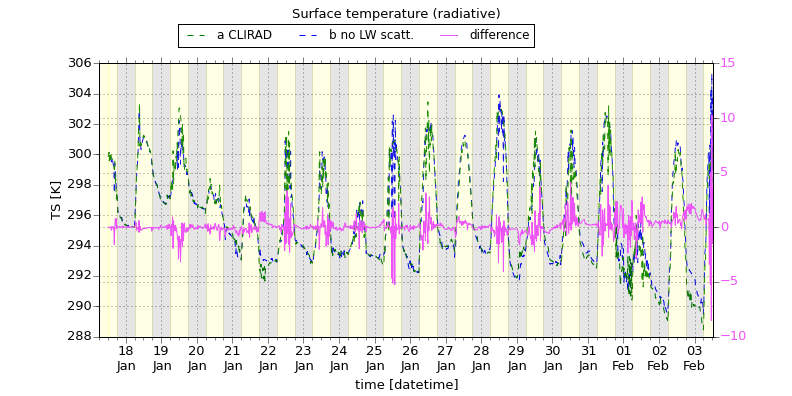 Surface temperature (radiative)
a CLIRAD b no LW scatt. difference
306 15
304
302 10
300
298 5
296
294 0
292 −5
290
288 −10
TS [K]
18 19 20 21 22 23 24 25 26 27 28 29 30 31 01 02 03
Jan Jan Jan Jan Jan Jan Jan Jan Jan Jan Jan Jan Jan Jan Feb Feb Feb
time [datetime]